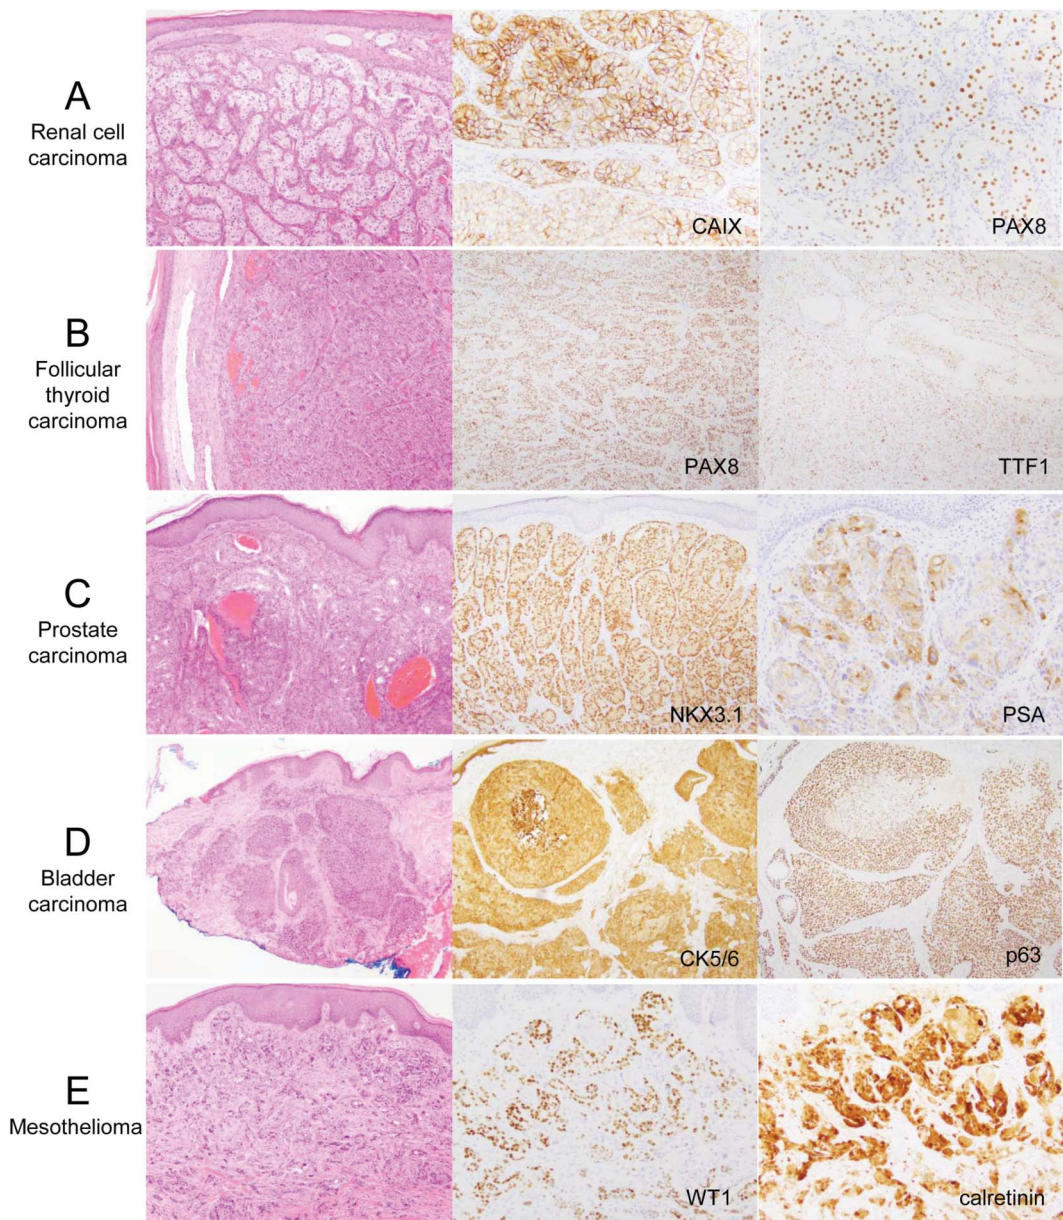 A
Renal cell
carcinoma
CAIX
PAX8
B
Follicular
thyroid
carcinoma
PAX8
TTF1
C
Prostate
carcinoma
NKX3.1
PSA
D
Bladder
carcinoma
CK5/6
p63
E
Mesothelioma
WT1
calretinin